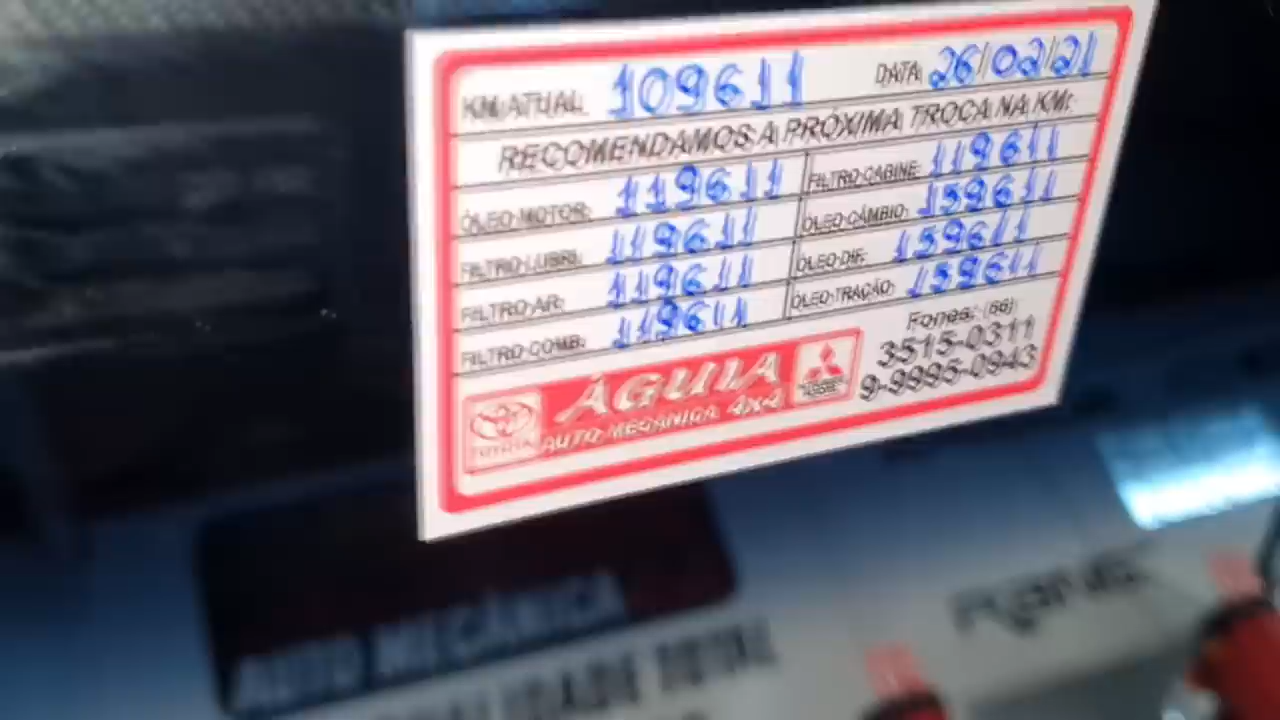 KM ATUAL: 109611 DATA: 26/02/21
RECOMENDAMOS A PRÓXIMA TROCA NA KM:
ÓLEO MOTOR: 119611 FILTRO CABINE: 119611
FILTRO LUBRI.: 119611 ÓLEO CÂMBIO: 159611
FILTRO AR: 119611 ÓLEO DIF.: 159611
FILTRO COMB.: 119611 ÓLEO TRAÇÃO: 159611
Fones: (66)
3515-0311
9-9995-0943
ÁGUIA
AUTO MECÂNICA 4x4
TOYOTA
AUTO MECÂNICA
QUALIDADE TOTAL